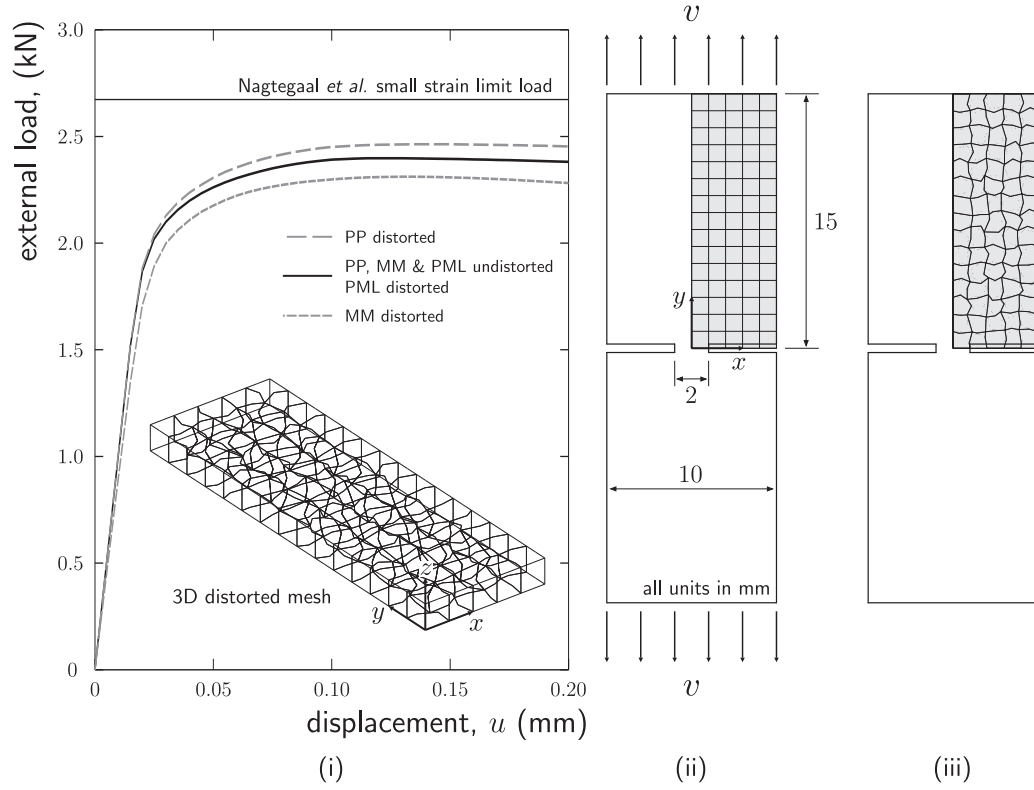 external load, (kN)
3.0
2.5
2.0
1.5
1.0
0.5
0
Nagtegaal et al. small strain limit load
PP distorted
PP, MM & PML undistorted
PML distorted
MM distorted
3D distorted mesh
z
y
x
0
0.05
0.10
0.15
0.20
displacement, u (mm)
(i)
v
15
y
x
2
10
all units in mm
v
(ii)
(iii)